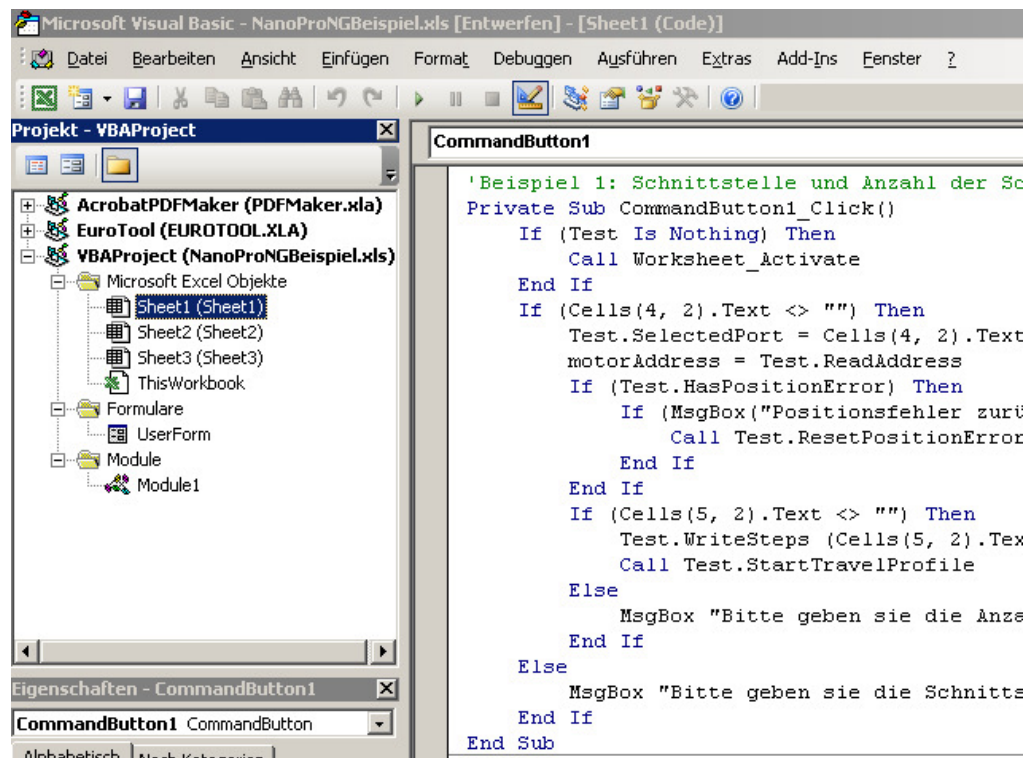 Microsoft Visual Basic - NanoProNGBeispiel.xls [Entwerfen] - [Sheet1 (Code)]
Datei Bearbeiten Ansicht Einfügen Format Debuggen Ausführen Extras Add-Ins Fenster ?
Projekt - VBAProject
AcrobatPDFMaker (PDFMaker.xla)
EuroTool (EUROTOOL.XLA)
VBAProject (NanoProNGBeispiel.xls)
Microsoft Excel Objekte
Sheet1 (Sheet1)
Sheet2 (Sheet2)
Sheet3 (Sheet3)
ThisWorkbook
Formulare
UserForm
Module
Module1
Eigenschaften - CommandButton1
CommandButton1 CommandButton
Alphabetisch Nach Kategorien
CommandButton1
'Beispiel 1: Schnittstelle und Anzahl der Sc
Private Sub CommandButton1_Click()
If (Test Is Nothing) Then
Call Worksheet_Activate
End If
If (Cells(4, 2).Text <> "") Then
Test.SelectedPort = Cells(4, 2).Text
motorAddress = Test.ReadAddress
If (Test.HasPositionError) Then
If (MsgBox("Positionsfehler zurü
Call Test.ResetPositionError
End If
End If
If (Cells(5, 2).Text <> "") Then
Test.WriteSteps (Cells(5, 2).Tex
Call Test.StartTravelProfile
Else
MsgBox "Bitte geben sie die Anza
End If
Else
MsgBox "Bitte geben sie die Schnitts
End If
End Sub